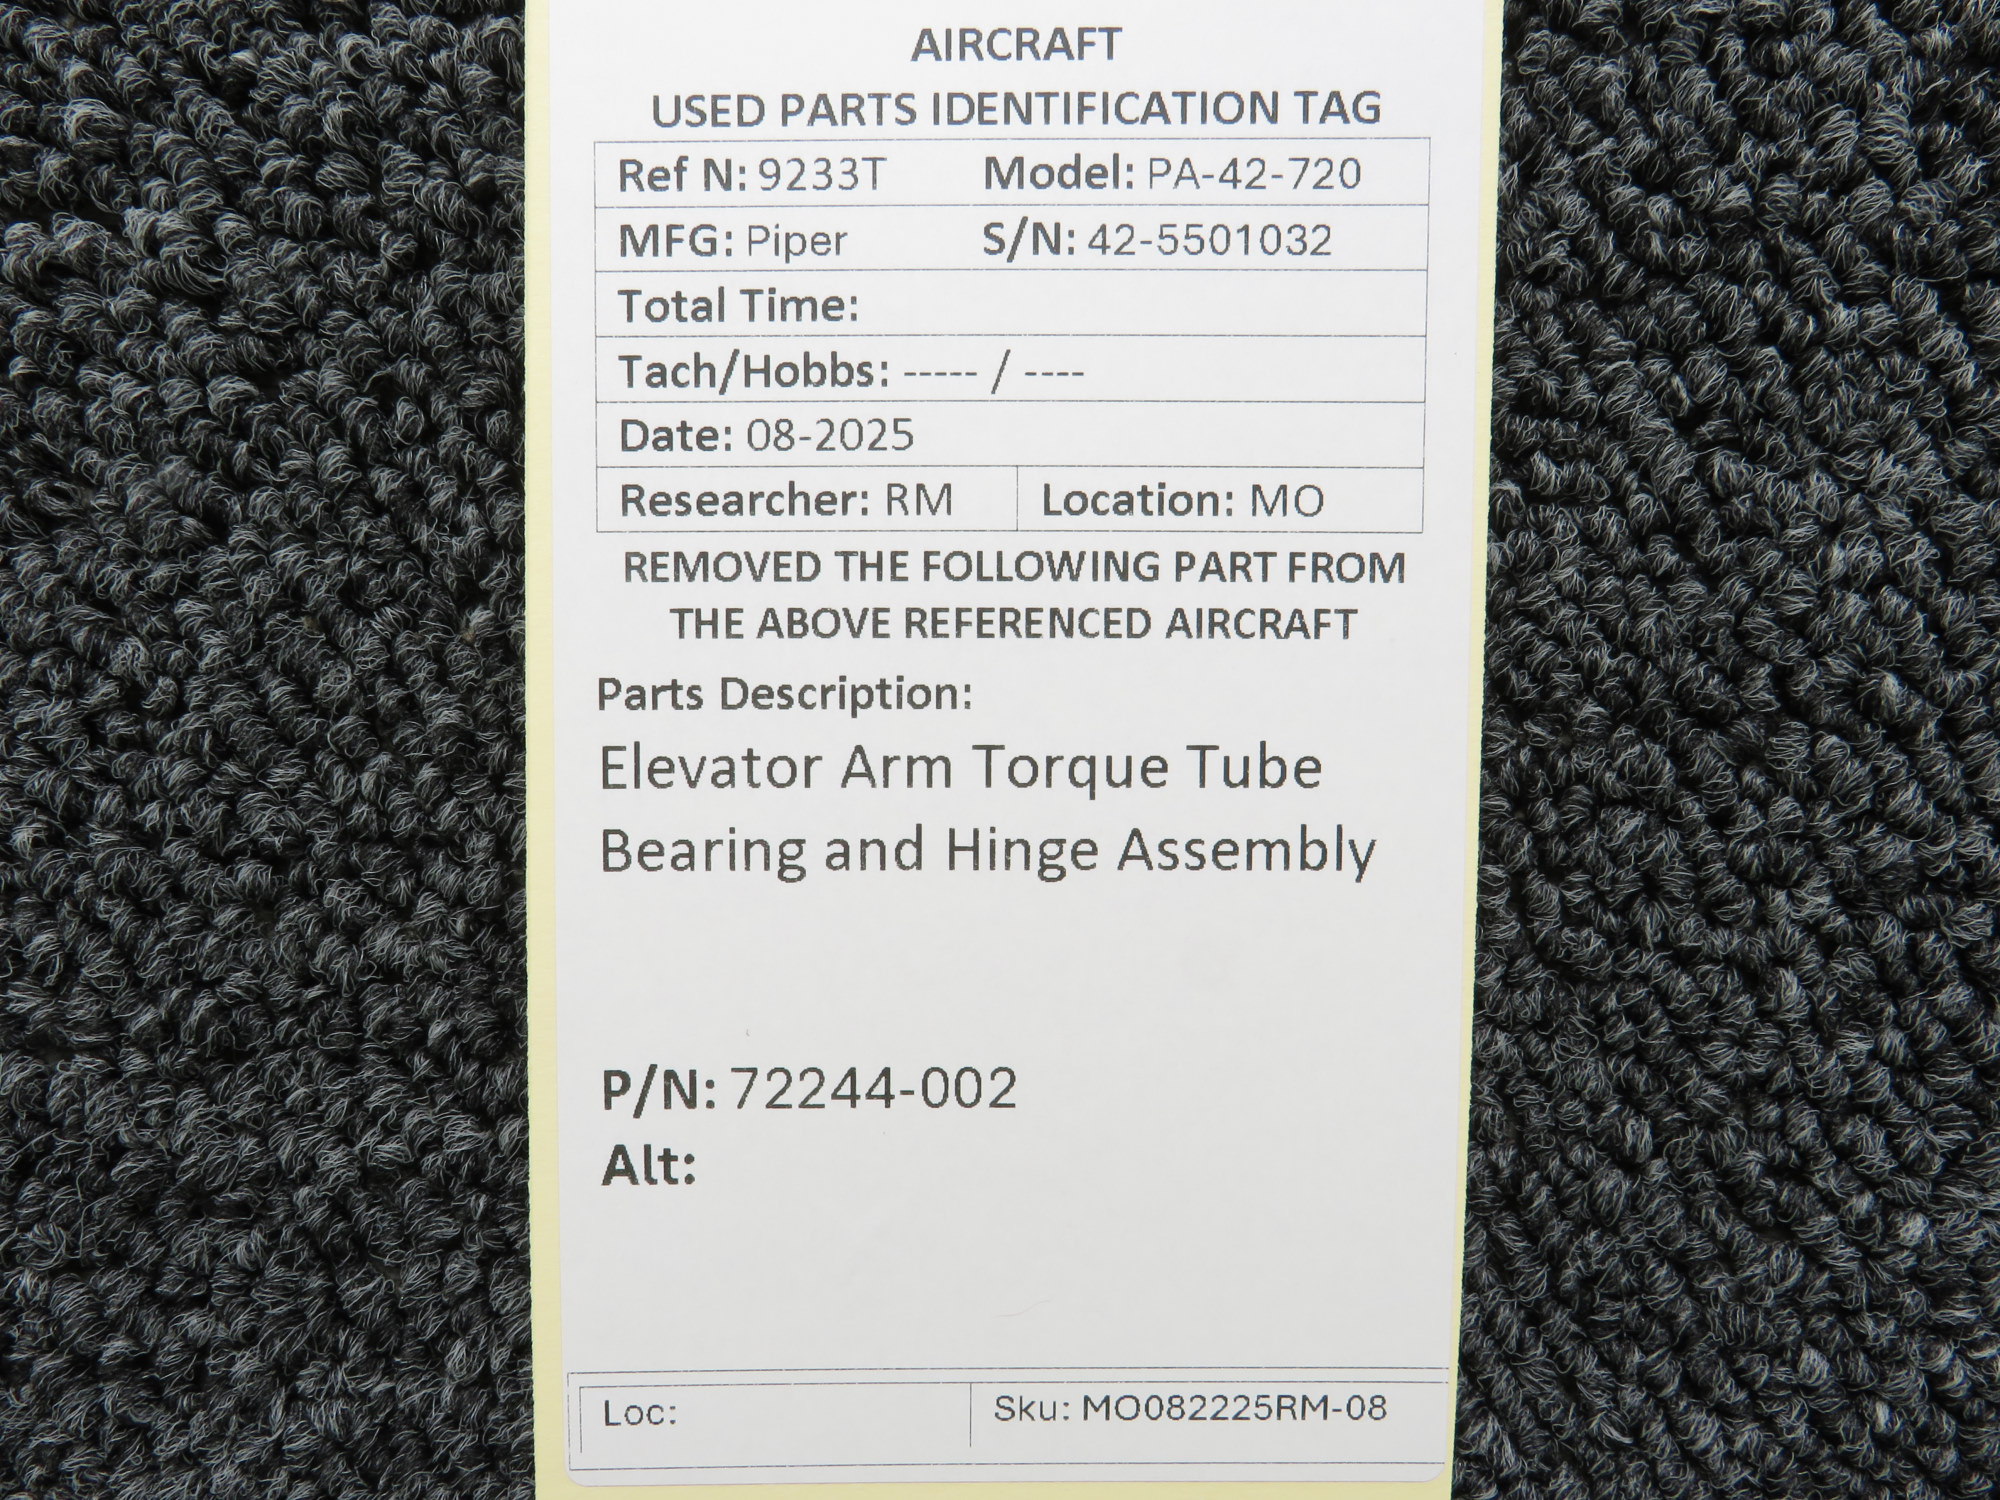 AIRCRAFT
USED PARTS IDENTIFICATION TAG
Ref N: 9233T Model: PA-42-720
MFG: Piper S/N: 42-5501032
Total Time:
Tach/Hobbs: ----- / ----
Date: 08-2025
Researcher: RM Location: MO
REMOVED THE FOLLOWING PART FROM
THE ABOVE REFERENCED AIRCRAFT
Parts Description:
Elevator Arm Torque Tube
Bearing and Hinge Assembly
P/N: 72244-002
Alt:
Loc: Sku: MO082225RM-08